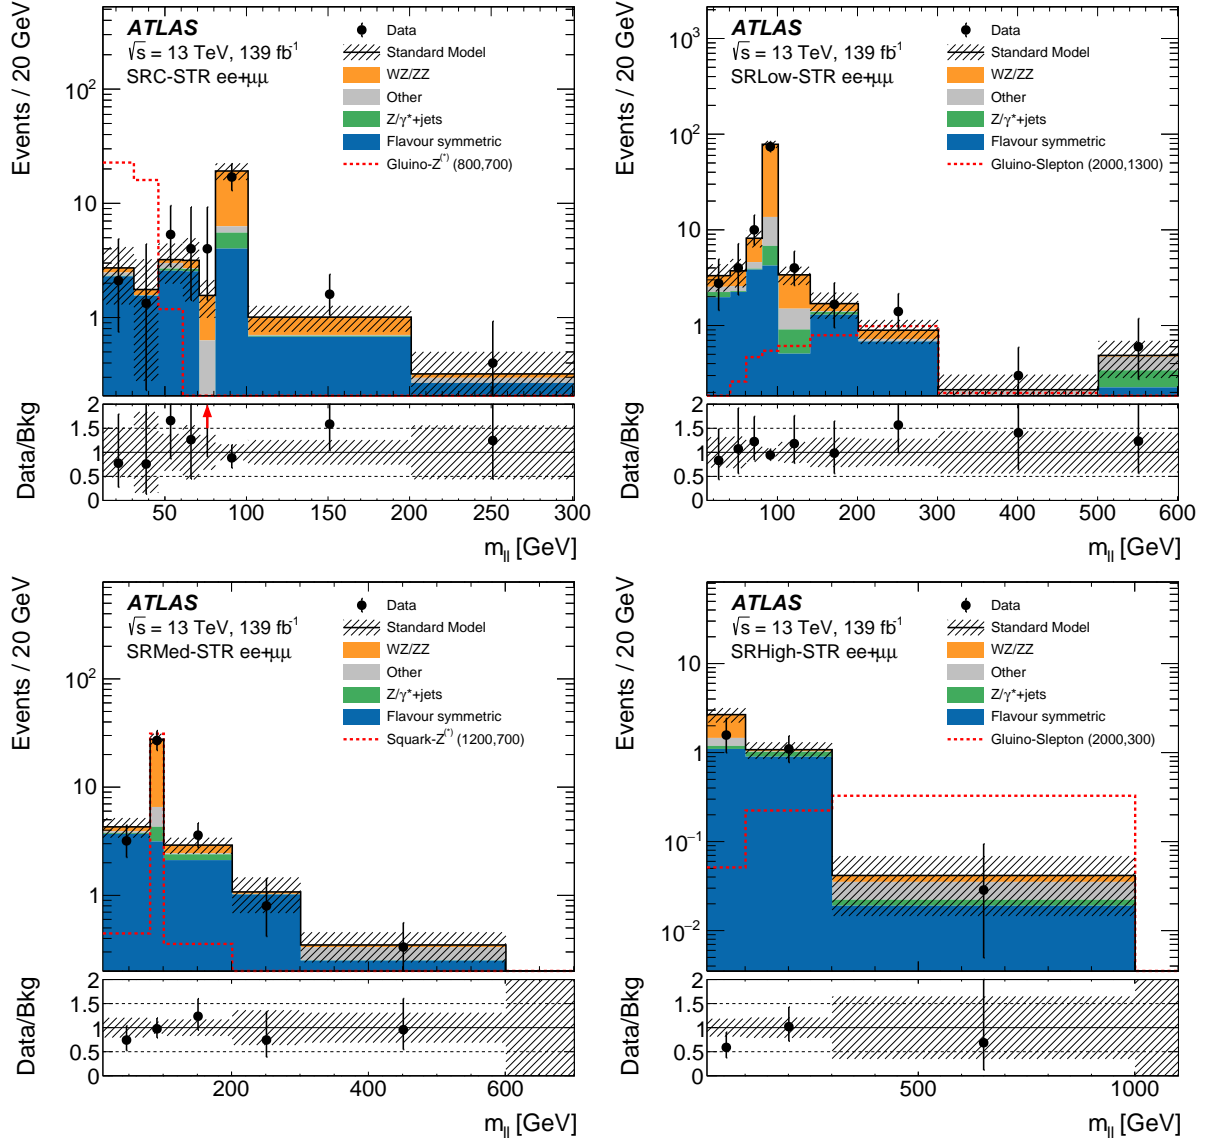 ATLAS
√s = 13 TeV, 139 fb⁻¹
SRC-STR ee+μμ
Data
Standard Model
WZ/ZZ
Other
Z/γ*+jets
Flavour symmetric
Gluino-Z(*) (800,700)
Events / 20 GeV
10²
10
1
Data/Bkg
2
1.5
1
0.5
0
50 100 150 200 250 300
mll [GeV]
ATLAS
√s = 13 TeV, 139 fb⁻¹
SRLow-STR ee+μμ
Data
Standard Model
WZ/ZZ
Other
Z/γ*+jets
Flavour symmetric
Gluino-Slepton (2000,1300)
Events / 20 GeV
10³
10²
10
1
Data/Bkg
2
1.5
1
0.5
0
100 200 300 400 500 600
mll [GeV]
ATLAS
√s = 13 TeV, 139 fb⁻¹
SRMed-STR ee+μμ
Data
Standard Model
WZ/ZZ
Other
Z/γ*+jets
Flavour symmetric
Squark-Z(*) (1200,700)
Events / 20 GeV
10²
10
1
Data/Bkg
2
1.5
1
0.5
0
200 400 600
mll [GeV]
ATLAS
√s = 13 TeV, 139 fb⁻¹
SRHigh-STR ee+μμ
Data
Standard Model
WZ/ZZ
Other
Z/γ*+jets
Flavour symmetric
Gluino-Slepton (2000,300)
Events / 20 GeV
10
1
10⁻¹
10⁻²
Data/Bkg
2
1.5
1
0.5
0
500 1000
mll [GeV]